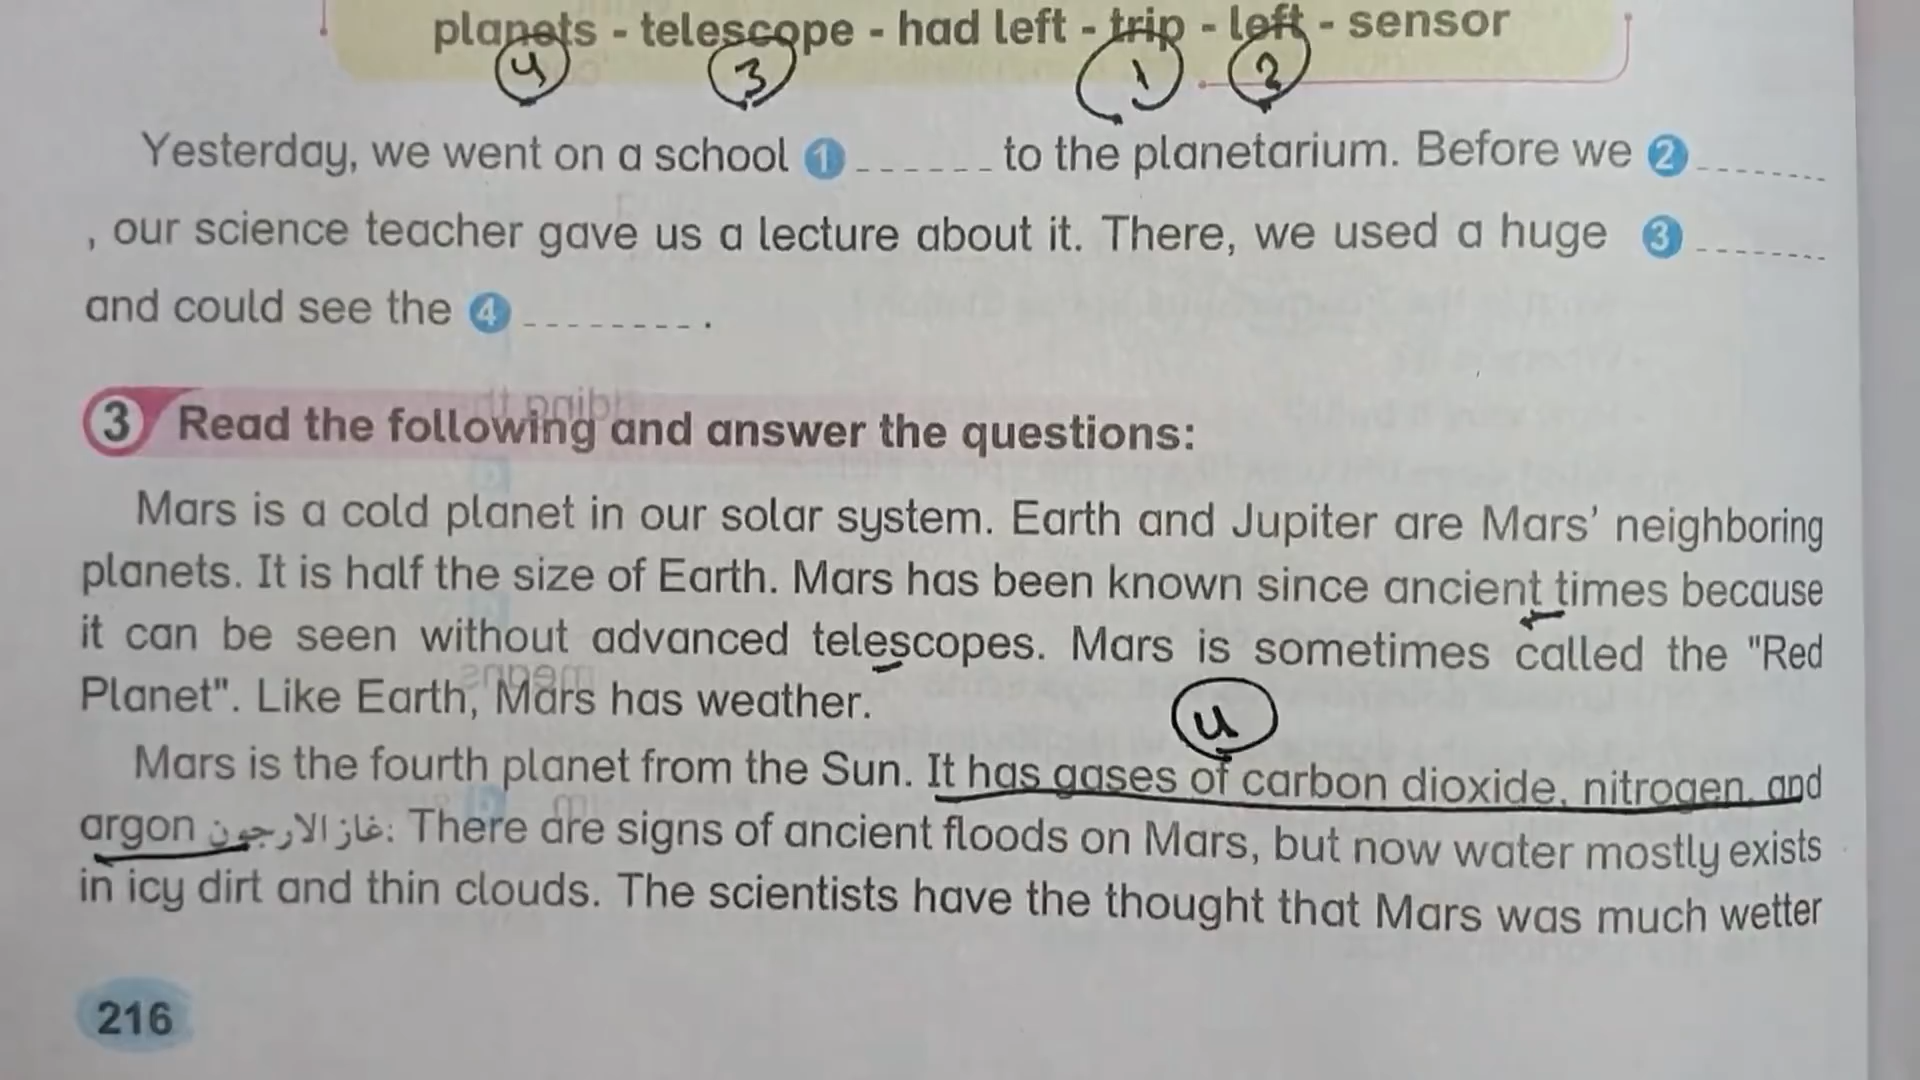 planets - telescope - had left - trip - left - sensor
4 3 1 2
Yesterday, we went on a school 1 ------ to the planetarium. Before we 2 -------
, our science teacher gave us a lecture about it. There, we used a huge 3 -------
and could see the 4 -------- .
3 Read the following and answer the questions:
Mars is a cold planet in our solar system. Earth and Jupiter are Mars' neighboring
planets. It is half the size of Earth. Mars has been known since ancient times because
it can be seen without advanced telescopes. Mars is sometimes called the "Red
Planet". Like Earth, Mars has weather.
4
Mars is the fourth planet from the Sun. It has gases of carbon dioxide, nitrogen, and
argon غاز الارجون: There are signs of ancient floods on Mars, but now water mostly exists
in icy dirt and thin clouds. The scientists have the thought that Mars was much wetter
216